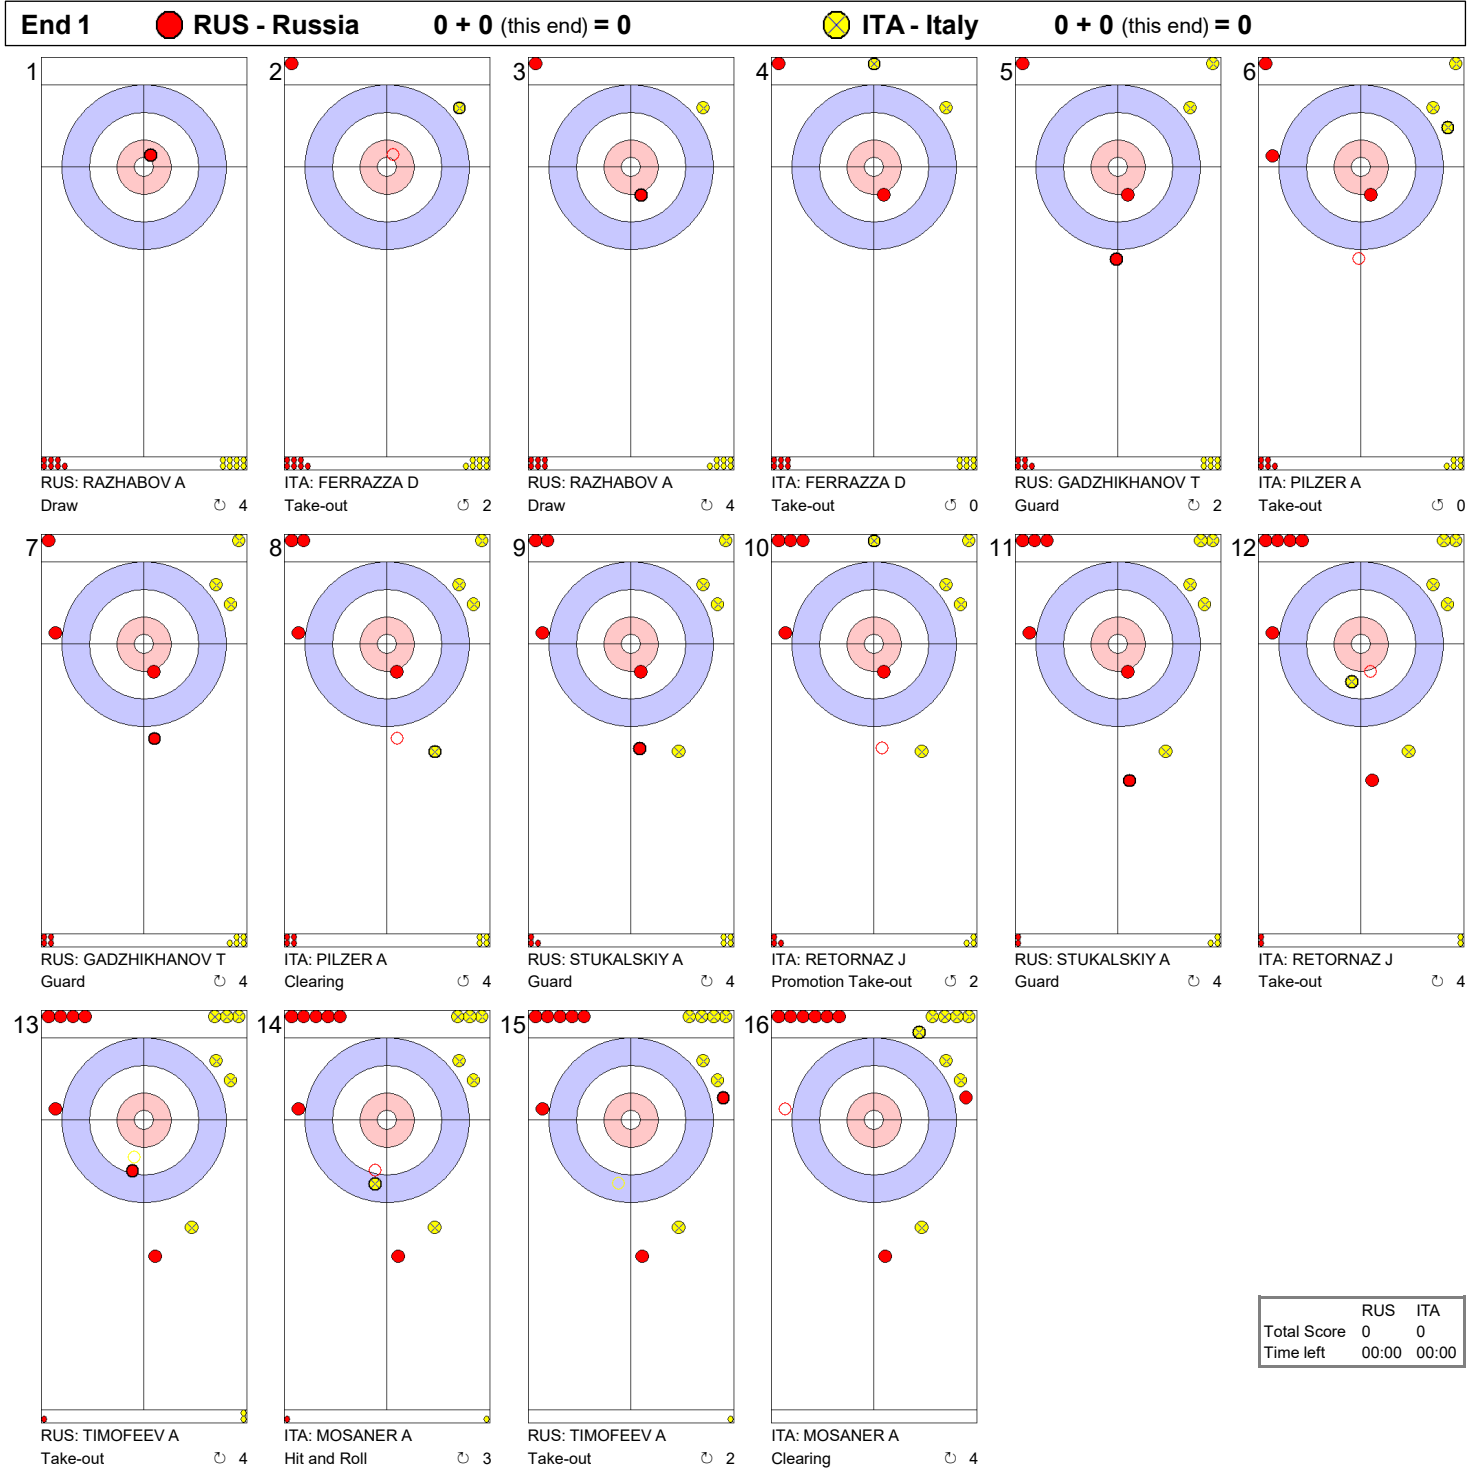 End 1 RUS - Russia 0 + 0 (this end) = 0 ITA - Italy 0 + 0 (this end) = 0
1 2 3 4 5 6
RUS: RAZHABOV A ITA: FERRAZZA D RUS: RAZHABOV A ITA: FERRAZZA D RUS: GADZHIKHANOV T ITA: PILZER A
Draw ↻ 4 Take-out ↺ 2 Draw ↻ 4 Take-out ↺ 0 Guard ↻ 2 Take-out ↺ 0
7 8 9 10 11 12
RUS: GADZHIKHANOV T ITA: PILZER A RUS: STUKALSKIY A ITA: RETORNAZ J RUS: STUKALSKIY A ITA: RETORNAZ J
Guard ↻ 4 Clearing ↺ 4 Guard ↻ 4 Promotion Take-out ↺ 2 Guard ↻ 4 Take-out ↻ 4
13 14 15 16
RUS ITA
Total Score 0 0
Time left 00:00 00:00
RUS: TIMOFEEV A ITA: MOSANER A RUS: TIMOFEEV A ITA: MOSANER A
Take-out ↻ 4 Hit and Roll ↻ 3 Take-out ↻ 2 Clearing ↻ 4